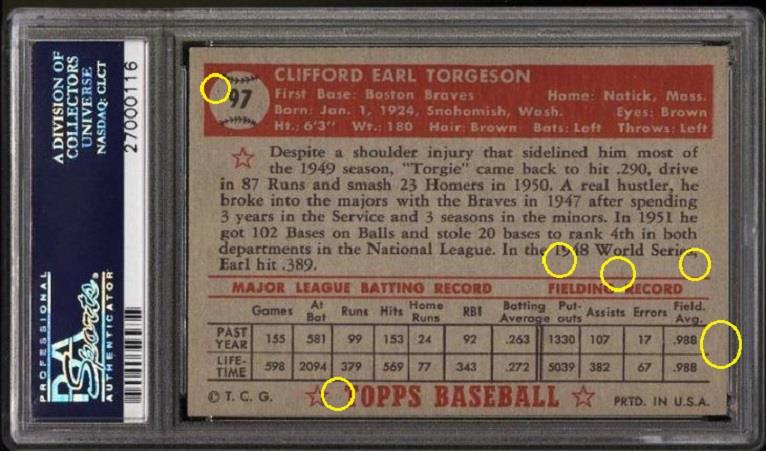 A DIVISION OF
COLLECTORS
UNIVERSE
NASDAQ: CLCT
27000116
PROFESSIONAL
PSA
Sports
AUTHENTICATOR
97
CLIFFORD EARL TORGESON
First Base: Boston Braves Home: Natick, Mass.
Born: Jan. 1, 1924, Snohomish, Wash. Eyes: Brown
Ht.: 6'3" Wt.: 180 Hair: Brown Bats: Left Throws: Left
Despite a shoulder injury that sidelined him most of
the 1949 season, "Torgie" came back to hit .290, drive
in 87 Runs and smash 23 Homers in 1950. A real hustler, he
broke into the majors with the Braves in 1947 after spending
3 years in the Service and 3 seasons in the minors. In 1951 he
got 102 Bases on Balls and stole 20 bases to rank 4th in both
departments in the National League. In the 1948 World Series,
Earl hit .389.
MAJOR LEAGUE BATTING RECORD FIELDING RECORD
Games At Bat Runs Hits Home Runs RBI Batting Average Put-outs Assists Errors Field. Avg.
PAST YEAR 155 581 99 153 24 92 .263 1330 107 17 .988
LIFE-TIME 598 2094 379 569 77 343 .272 5039 382 67 .988
© T. C. G. TOPPS BASEBALL PRTD. IN U.S.A.